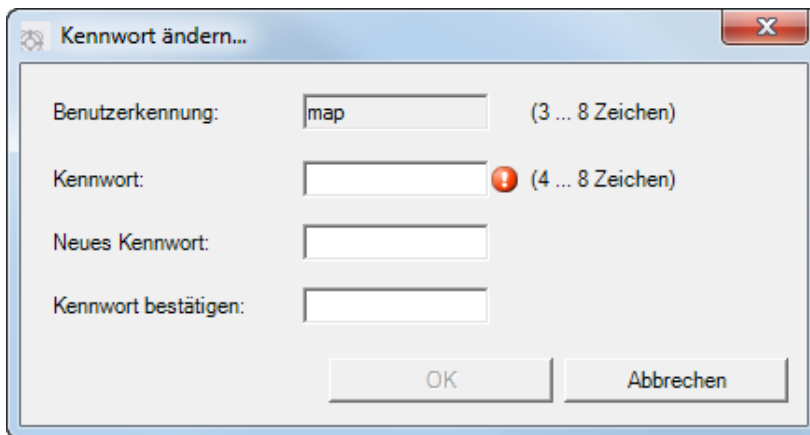 Kennwort ändern...
Benutzerkennung: map (3 ... 8 Zeichen)
Kennwort: (4 ... 8 Zeichen)
Neues Kennwort:
Kennwort bestätigen:
OK Abbrechen